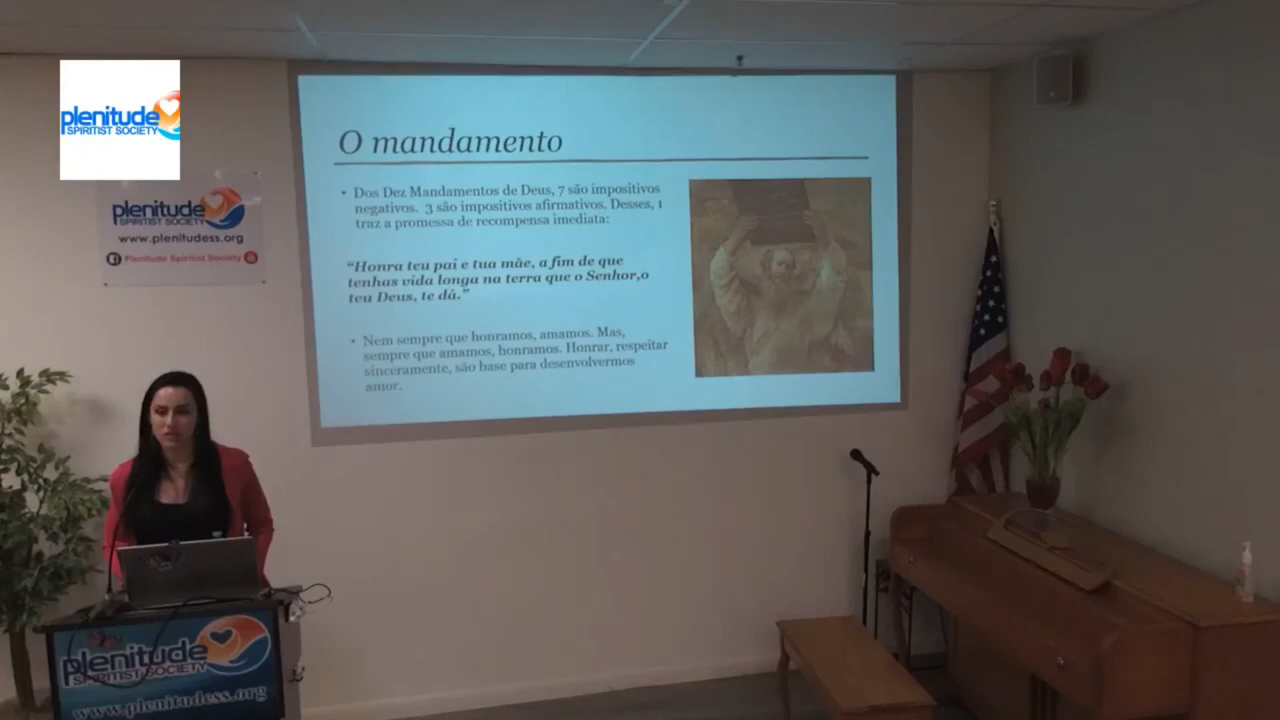 plenitude
SPIRITIST SOCIETY
plenitude
SPIRITIST SOCIETY
www.plenitudess.org
Plenitude Spiritist Society
O mandamento
• Dos Dez Mandamentos de Deus, 7 são impositivos
negativos. 3 são impositivos afirmativos. Desses, 1
traz a promessa de recompensa imediata:
“Honra teu pai e tua mãe, a fim de que
tenhas vida longa na terra que o Senhor,o
teu Deus, te dá.”
• Nem sempre que honramos, amamos. Mas,
sempre que amamos, honramos. Honrar, respeitar
sinceramente, são base para desenvolvermos
amor.
plenitude
SPIRITIST SOCIETY
www.plenitudess.org